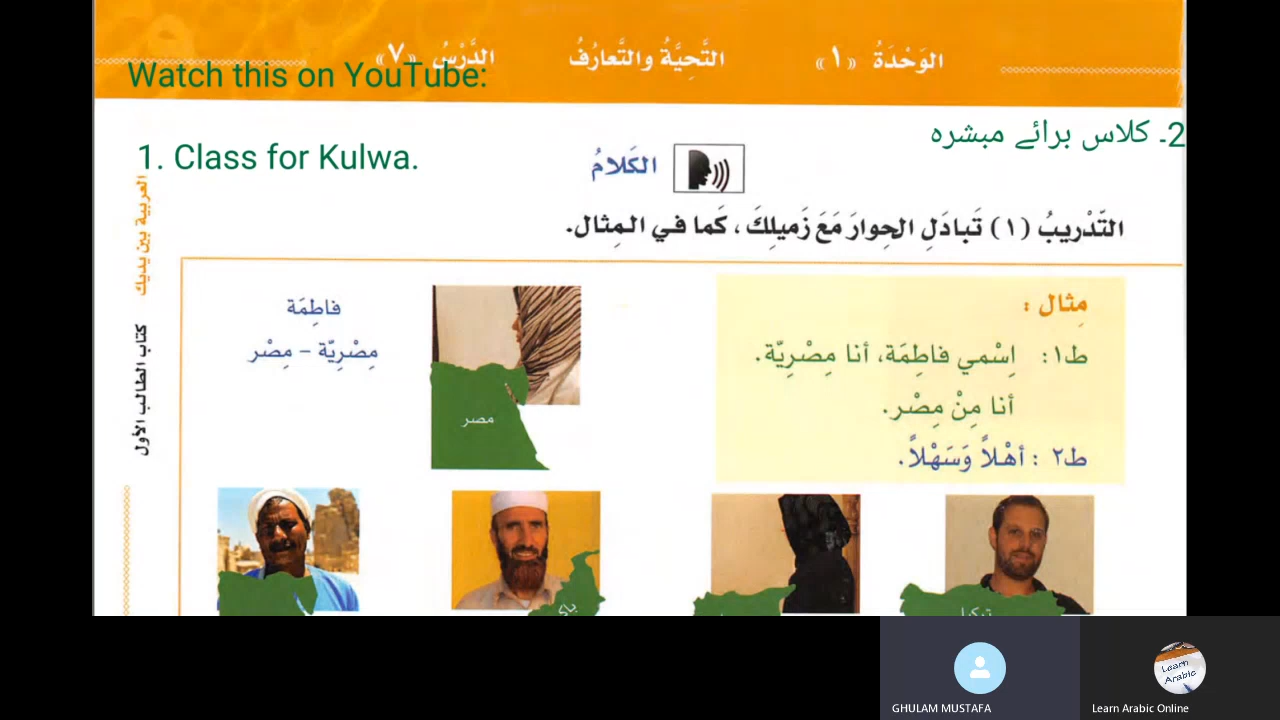 الوَحْدَةُ «١» التَّحِيَّةُ والتَّعارُفُ الدَّرْسُ «٧»
Watch this on YouTube:
2۔ کلاس برائے مبشرہ
1. Class for Kulwa.
الكَلامُ
التَّدْريبُ (١) تَبادَلِ الحِوارَ مَعَ زَميلِكَ ، كَما في المِثال.
مِثال :
ط١: اِسْمي فاطِمَة، أنا مِصْرِيّة.
أنا مِنْ مِصْر.
ط٢ : أهْلاً وَسَهْلاً.
فاطِمَة
مِصْرِيّة – مِصْر
مصر
العربية بين يديك
كتاب الطالب الأول
تركيا
GHULAM MUSTAFA
Learn Arabic
Learn Arabic Online